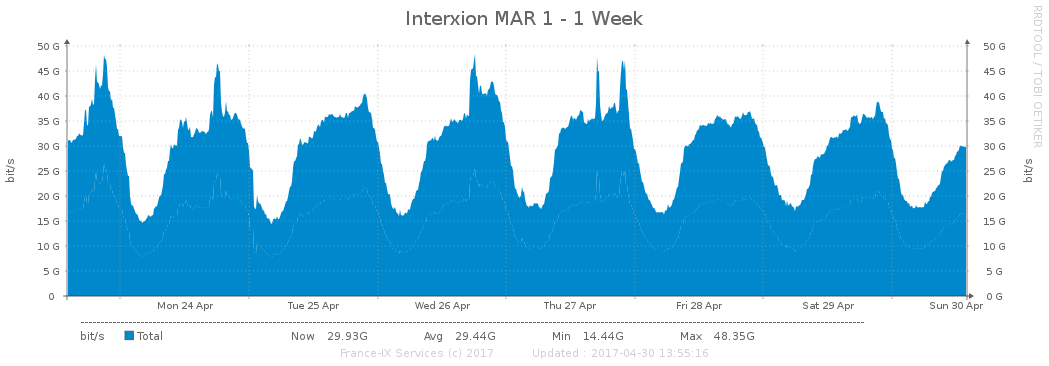 Interxion MAR 1 - 1 Week
RRDTOOL / TOBI OETIKER
bit/s
50 G 50 G
45 G 45 G
40 G 40 G
35 G 35 G
30 G 30 G
25 G 25 G
20 G 20 G
15 G 15 G
10 G 10 G
5 G 5 G
0 0 G
bit/s
Mon 24 Apr Tue 25 Apr Wed 26 Apr Thu 27 Apr Fri 28 Apr Sat 29 Apr Sun 30 Apr
bit/s Total Now 29.93G Avg 29.44G Min 14.44G Max 48.35G
France-IX Services (c) 2017 Updated : 2017-04-30 13:55:16